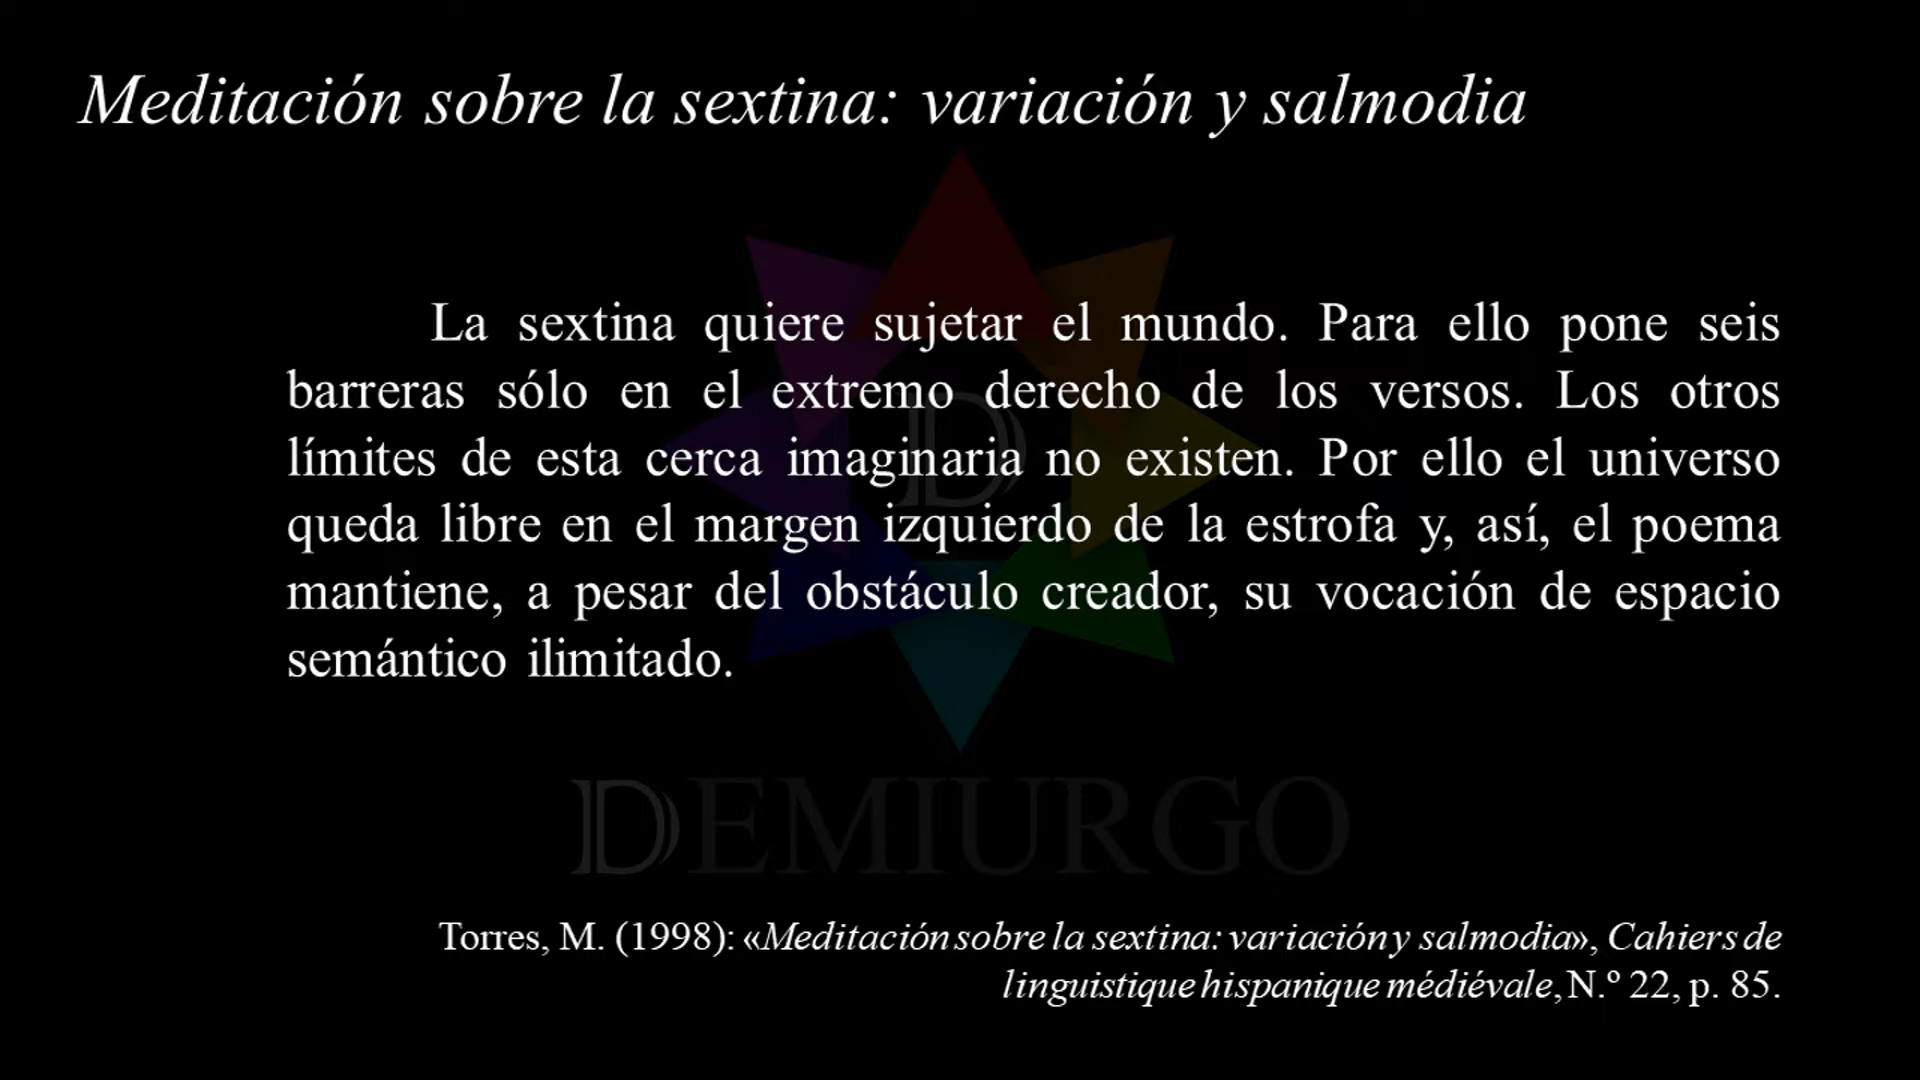 Meditación sobre la sextina: variación y salmodia
La sextina quiere sujetar el mundo. Para ello pone seis
barreras sólo en el extremo derecho de los versos. Los otros
límites de esta cerca imaginaria no existen. Por ello el universo
queda libre en el margen izquierdo de la estrofa y, así, el poema
mantiene, a pesar del obstáculo creador, su vocación de espacio
semántico ilimitado.
D
DEMIURGO
Torres, M. (1998): «Meditación sobre la sextina: variación y salmodia», Cahiers de
linguistique hispanique médiévale, N.º 22, p. 85.